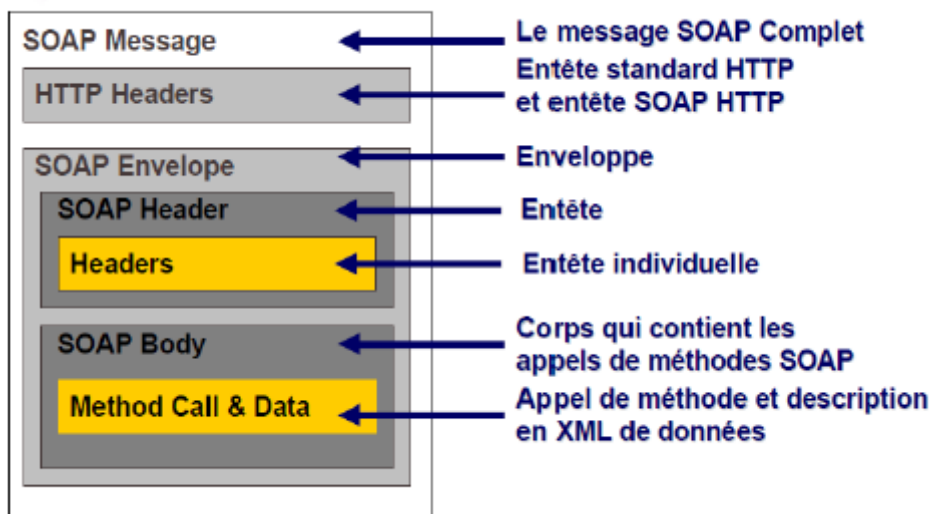 SOAP Message
Le message SOAP Complet
HTTP Headers
Entête standard HTTP
et entête SOAP HTTP
SOAP Envelope
Enveloppe
SOAP Header
Entête
Headers
Entête individuelle
SOAP Body
Corps qui contient les
appels de méthodes SOAP
Method Call & Data
Appel de méthode et description
en XML de données